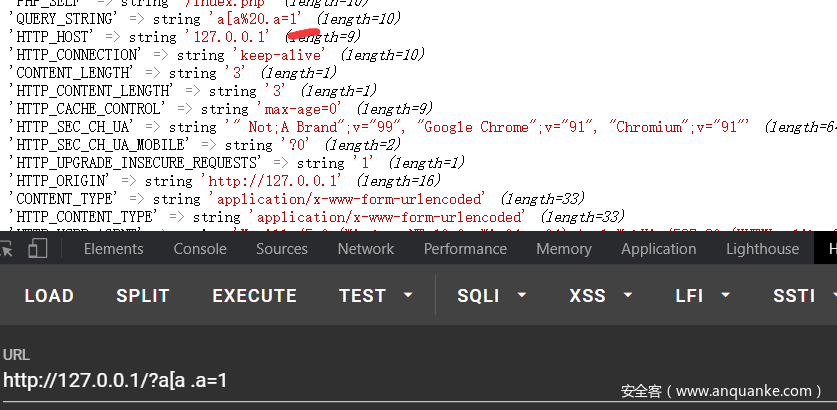 'PHP_SELF' => string '/index.php' (length=10)
'QUERY_STRING' => string 'a[a%20.a=1' (length=10)
'HTTP_HOST' => string '127.0.0.1' (length=9)
'HTTP_CONNECTION' => string 'keep-alive' (length=10)
'CONTENT_LENGTH' => string '3' (length=1)
'HTTP_CONTENT_LENGTH' => string '3' (length=1)
'HTTP_CACHE_CONTROL' => string 'max-age=0' (length=9)
'HTTP_SEC_CH_UA' => string '" Not;A Brand";v="99", "Google Chrome";v="91", "Chromium";v="91"' (length=64
'HTTP_SEC_CH_UA_MOBILE' => string '?0' (length=2)
'HTTP_UPGRADE_INSECURE_REQUESTS' => string '1' (length=1)
'HTTP_ORIGIN' => string 'http://127.0.0.1' (length=16)
'CONTENT_TYPE' => string 'application/x-www-form-urlencoded' (length=33)
'HTTP_CONTENT_TYPE' => string 'application/x-www-form-urlencoded' (length=33)
Elements Console Sources Network Performance Memory Application Lighthouse H
LOAD SPLIT EXECUTE TEST SQLI XSS LFI SSTI
URL
http://127.0.0.1/?a[a .a=1
安全客（www.anquanke.com）